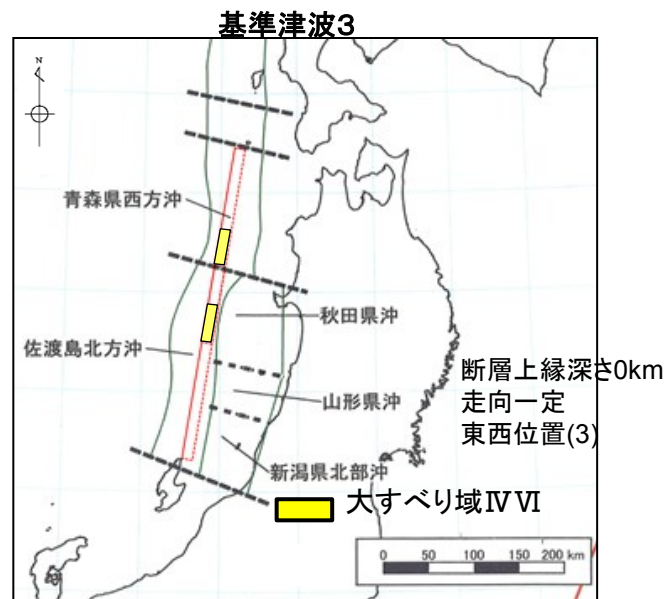 基準津波3
N
青森県西方沖
秋田県沖
佐渡島北方沖
断層上縁深さ0km
山形県沖
走向一定
東西位置(3)
新潟県北部沖
大すべり域Ⅳ Ⅵ
0 50 100 150 200 km